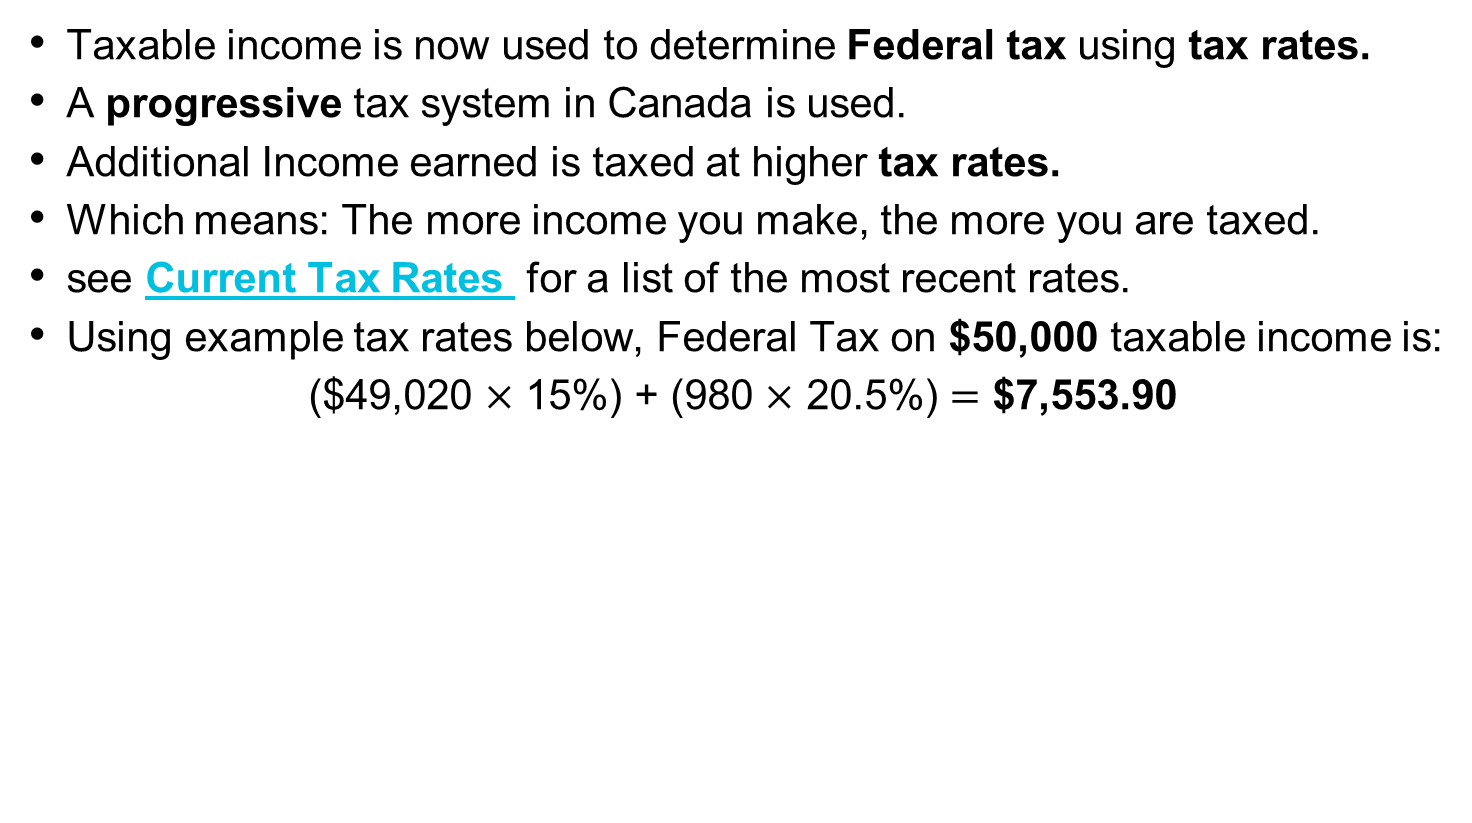 • Taxable income is now used to determine Federal tax using tax rates.
• A progressive tax system in Canada is used.
• Additional Income earned is taxed at higher tax rates.
• Which means: The more income you make, the more you are taxed.
• see Current Tax Rates for a list of the most recent rates.
• Using example tax rates below, Federal Tax on $50,000 taxable income is:
($49,020 × 15%) + (980 × 20.5%) = $7,553.90